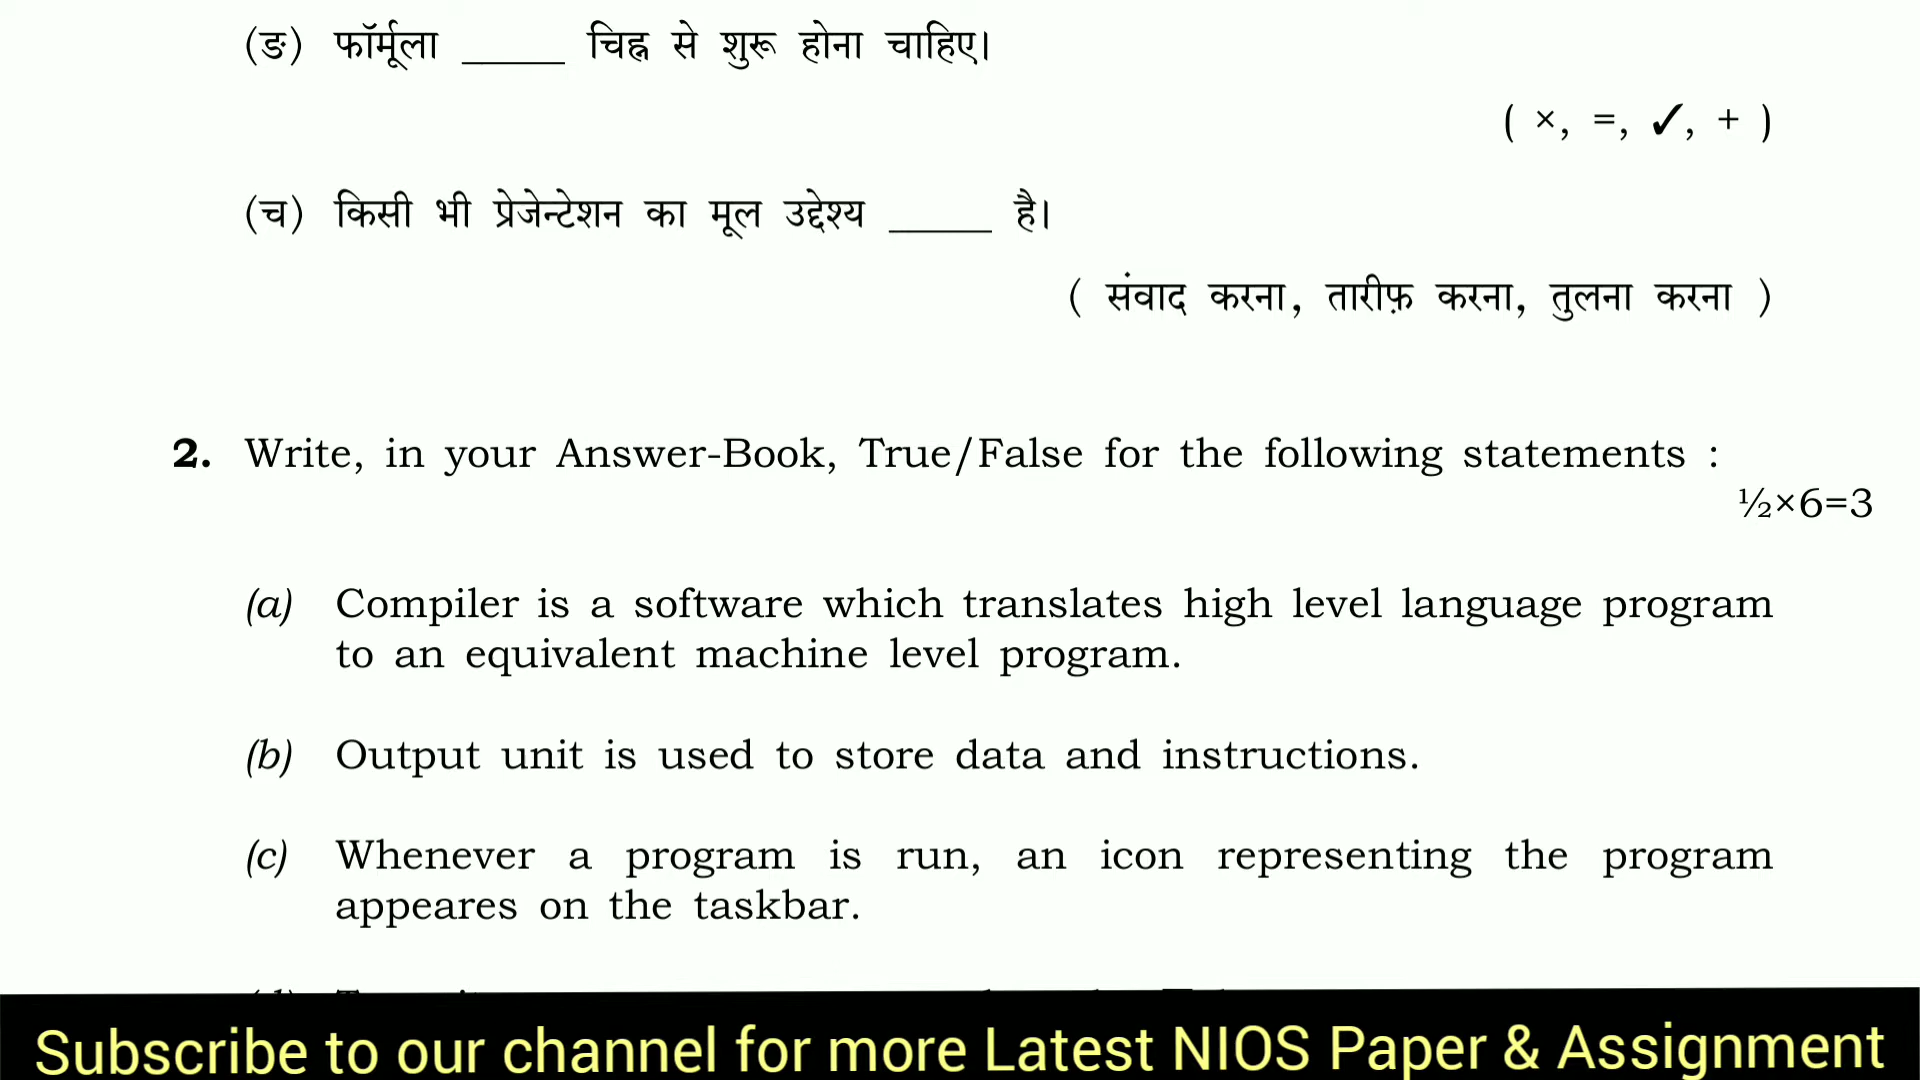 (ङ) फॉर्मूला _____ चिह्न से शुरू होना चाहिए।
( ×, =, ✓, + )
(च) किसी भी प्रेजेन्टेशन का मूल उद्देश्य _____ है।
( संवाद करना, तारीफ़ करना, तुलना करना )
2. Write, in your Answer-Book, True/False for the following statements :
½×6=3
(a) Compiler is a software which translates high level language program
to an equivalent machine level program.
(b) Output unit is used to store data and instructions.
(c) Whenever a program is run, an icon representing the program
appeares on the taskbar.
Subscribe to our channel for more Latest NIOS Paper & Assignment